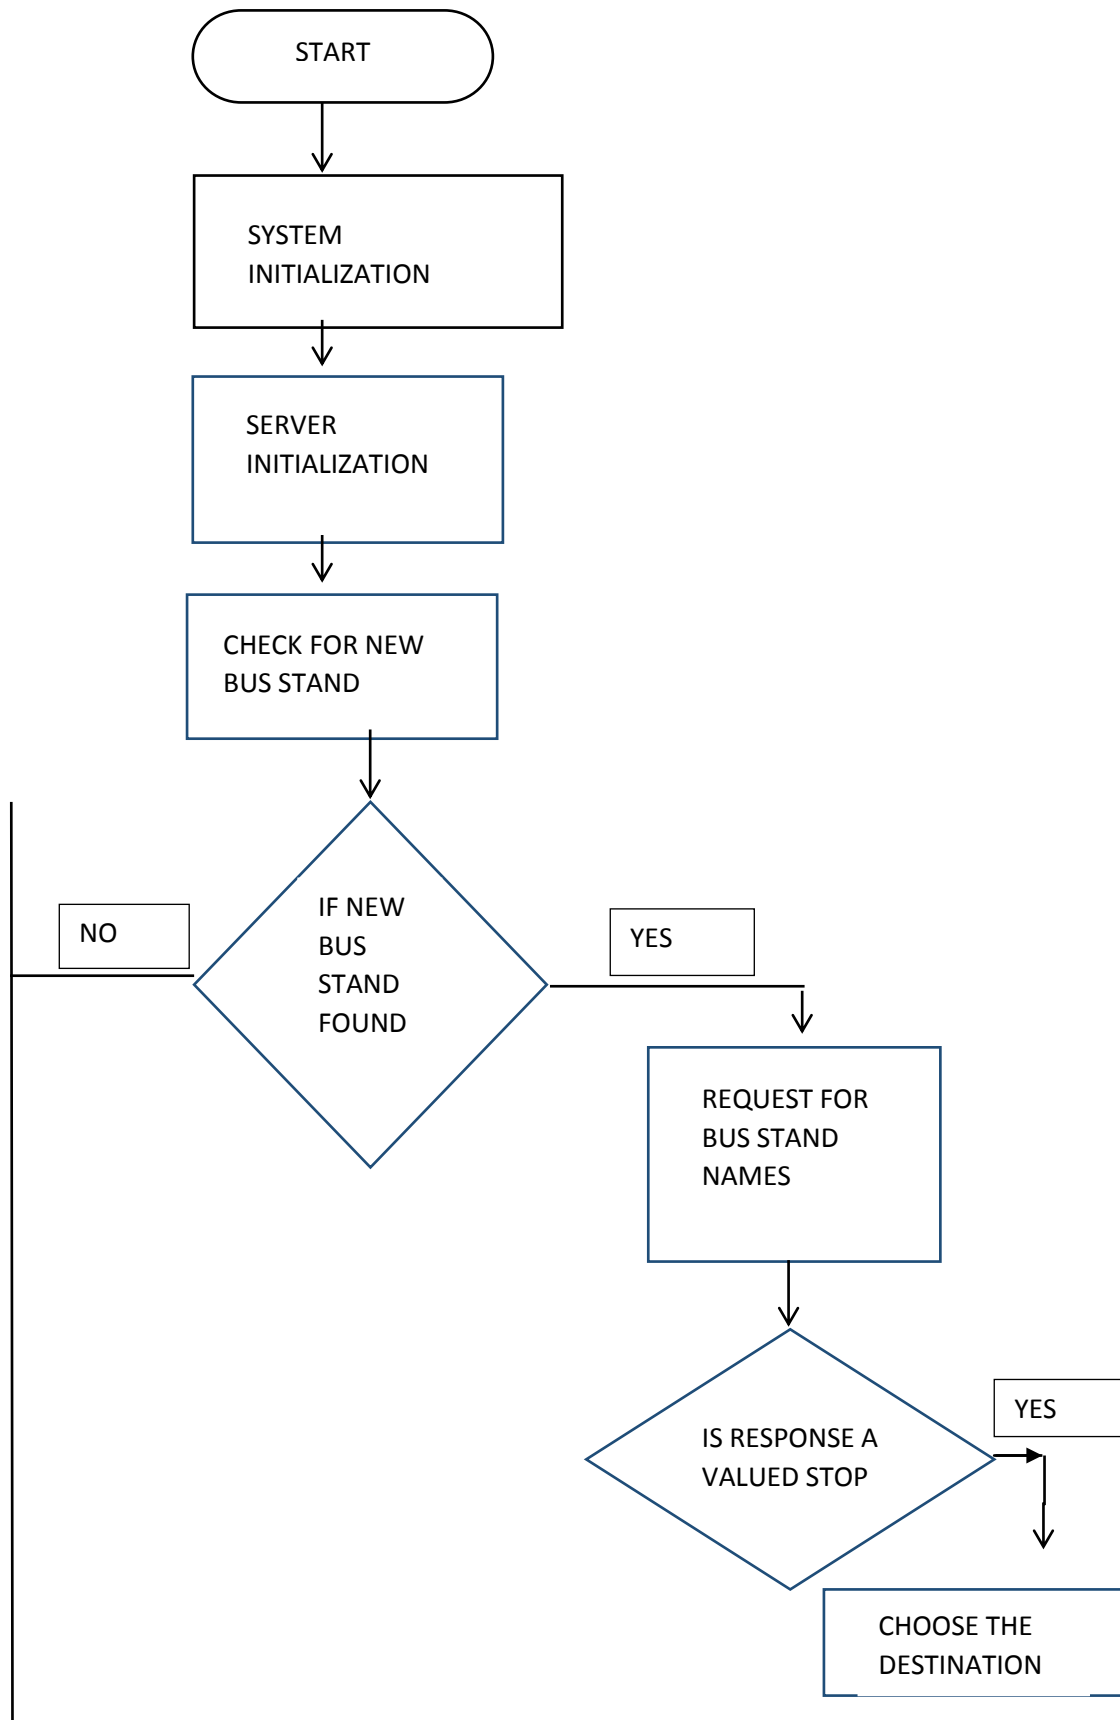 START
SYSTEM
INITIALIZATION
SERVER
INITIALIZATION
CHECK FOR NEW
BUS STAND
IF NEW
BUS
STAND
FOUND
NO
YES
REQUEST FOR
BUS STAND
NAMES
IS RESPONSE A
VALUED STOP
YES
CHOOSE THE
DESTINATION